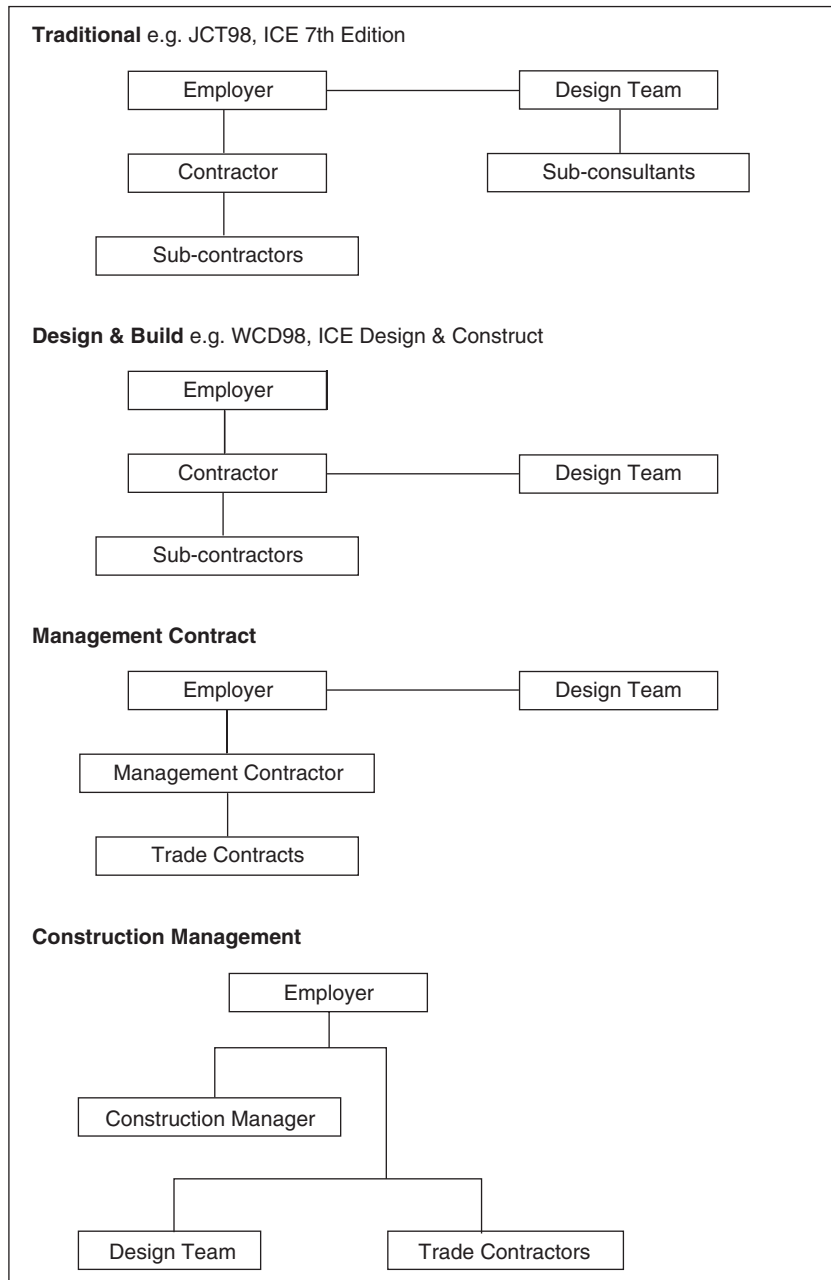 Traditional e.g. JCT98, ICE 7th Edition
Employer
Design Team
Contractor
Sub-consultants
Sub-contractors
Design & Build e.g. WCD98, ICE Design & Construct
Employer
Contractor
Design Team
Sub-contractors
Management Contract
Employer
Design Team
Management Contractor
Trade Contracts
Construction Management
Employer
Construction Manager
Design Team
Trade Contractors